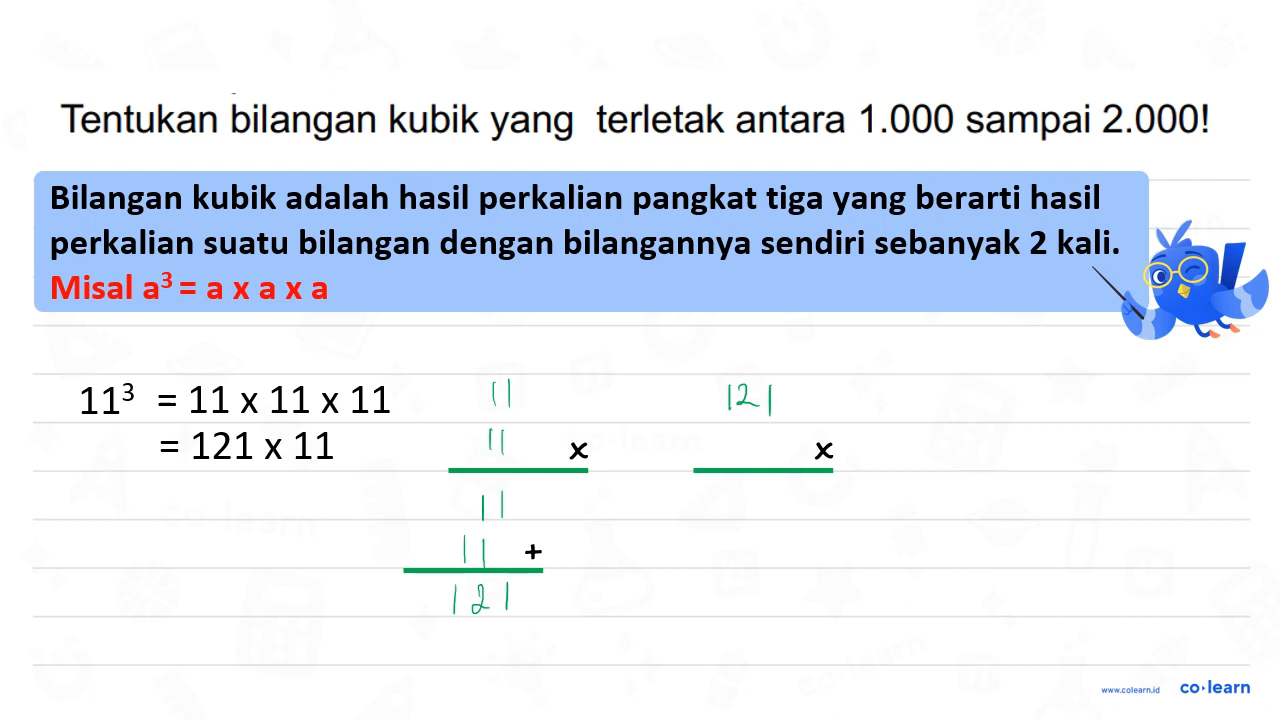 Tentukan bilangan kubik yang terletak antara 1.000 sampai 2.000!
Bilangan kubik adalah hasil perkalian pangkat tiga yang berarti hasil
perkalian suatu bilangan dengan bilangannya sendiri sebanyak 2 kali.
Misal a³ = a x a x a
11³ = 11 x 11 x 11
= 121 x 11
11
11 x
11
11 +
121
121
x
www.colearn.id
co·learn